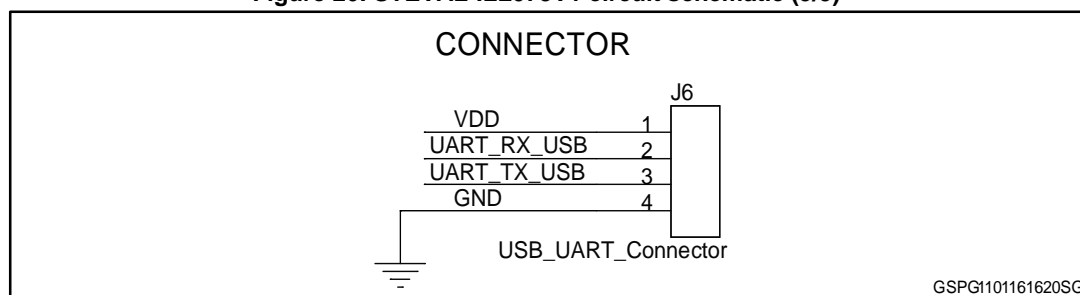 CONNECTOR
J6
VDD 1
UART_RX_USB 2
UART_TX_USB 3
GND 4
USB_UART_Connector
GSPG1101161620SG